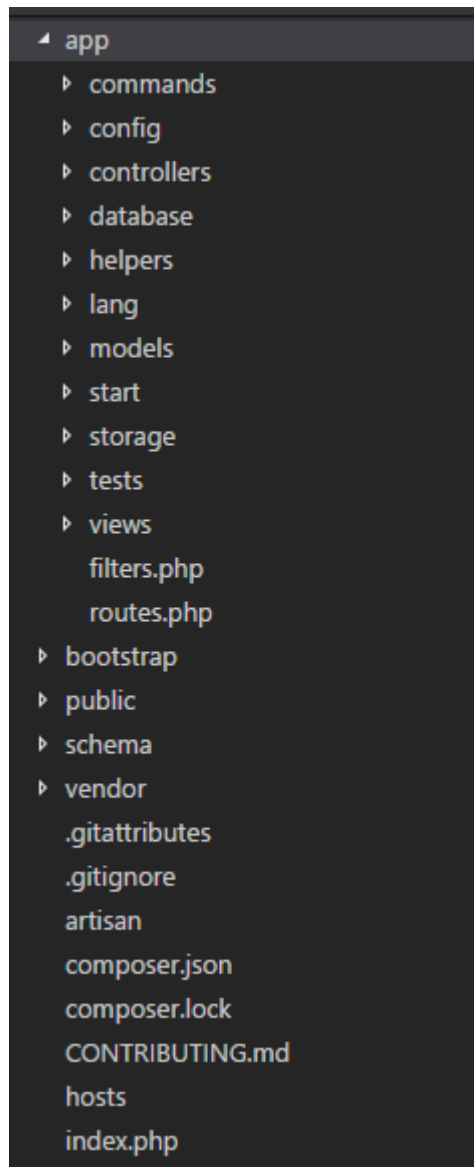 app
commands
config
controllers
database
helpers
lang
models
start
storage
tests
views
filters.php
routes.php
bootstrap
public
schema
vendor
.gitattributes
.gitignore
artisan
composer.json
composer.lock
CONTRIBUTING.md
hosts
index.php